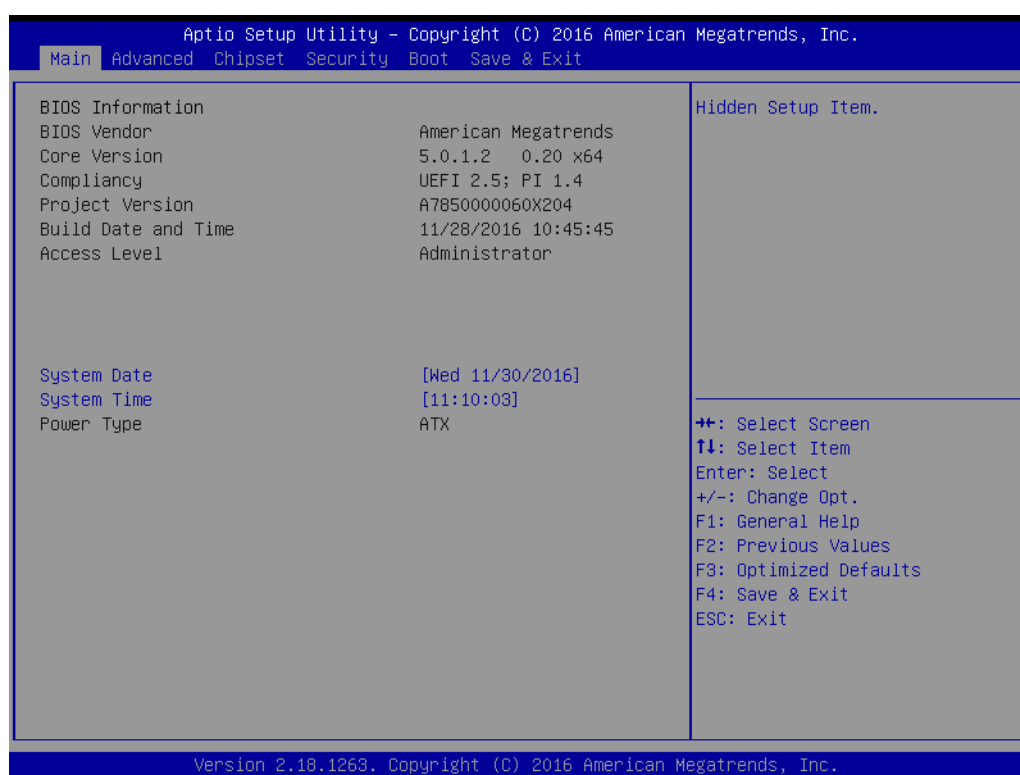 Aptio Setup Utility – Copyright (C) 2016 American Megatrends, Inc.
Main Advanced Chipset Security Boot Save & Exit
BIOS Information
BIOS Vendor American Megatrends
Core Version 5.0.1.2 0.20 x64
Compliancy UEFI 2.5; PI 1.4
Project Version A7850000060X204
Build Date and Time 11/28/2016 10:45:45
Access Level Administrator
System Date [Wed 11/30/2016]
System Time [11:10:03]
Power Type ATX
Hidden Setup Item.
→←: Select Screen
↑↓: Select Item
Enter: Select
+/-: Change Opt.
F1: General Help
F2: Previous Values
F3: Optimized Defaults
F4: Save & Exit
ESC: Exit
Version 2.18.1263. Copyright (C) 2016 American Megatrends, Inc.